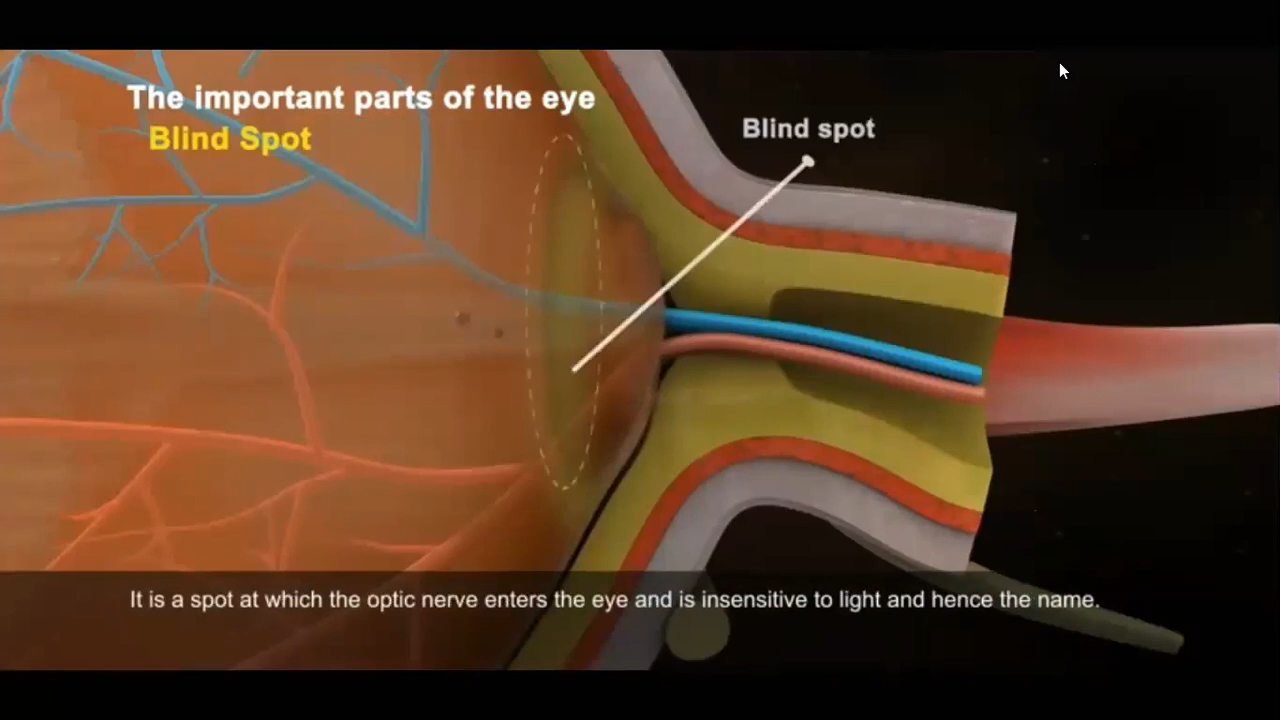 The important parts of the eye
Blind Spot
Blind spot
It is a spot at which the optic nerve enters the eye and is insensitive to light and hence the name.